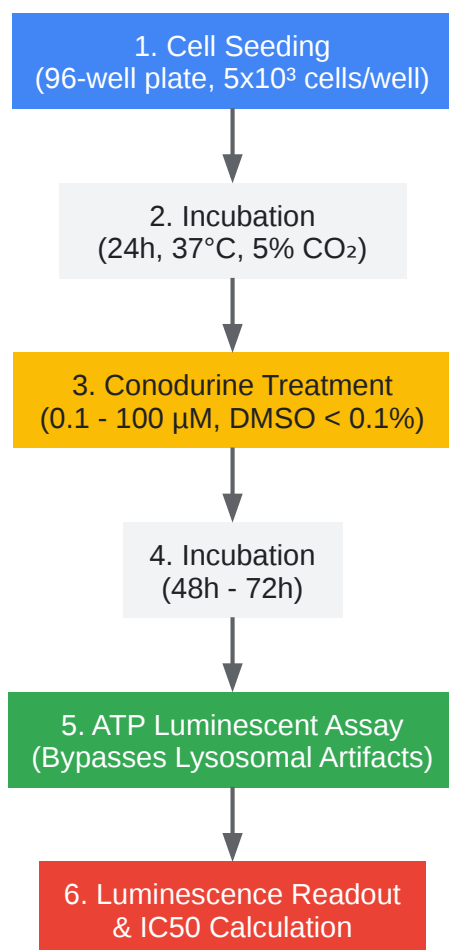 1. Cell Seeding
(96-well plate, 5x10³ cells/well)
2. Incubation
(24h, 37°C, 5% CO₂)
3. Conodurine Treatment
(0.1 - 100 µM, DMSO < 0.1%)
4. Incubation
(48h - 72h)
5. ATP Luminescent Assay
(Bypasses Lysosomal Artifacts)
6. Luminescence Readout
& IC50 Calculation